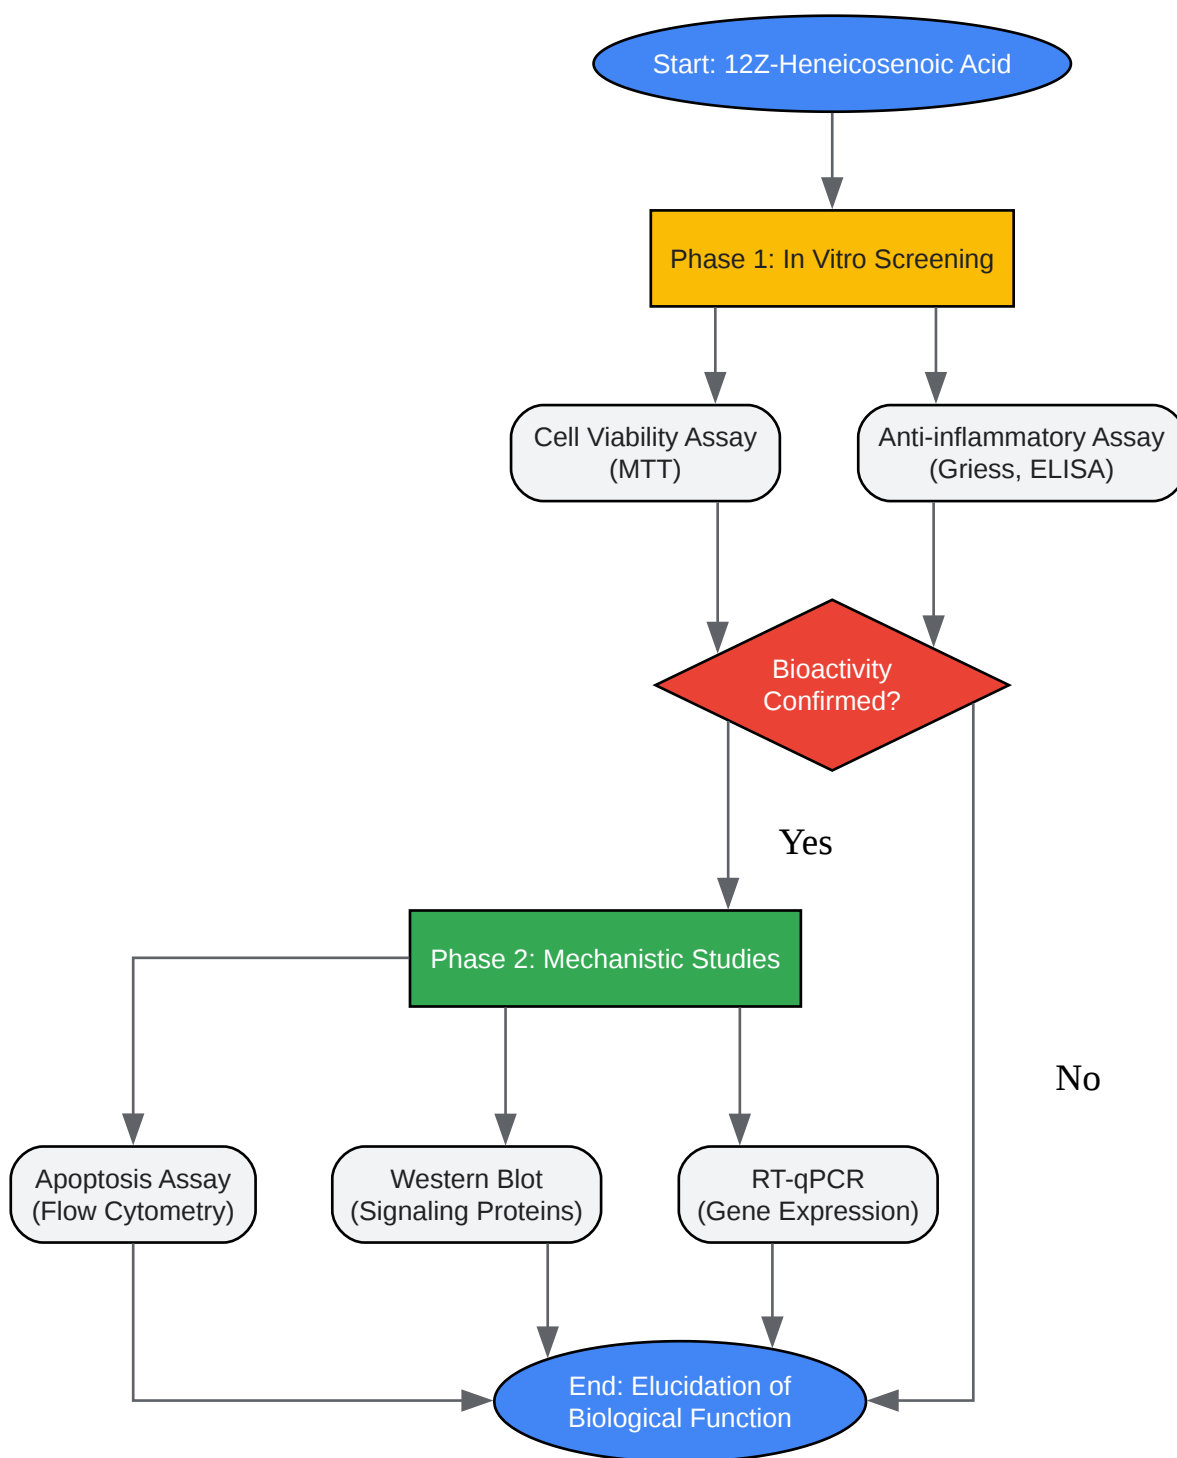 Start: 12Z-Heneicosenoic Acid
Phase 1: In Vitro Screening
Cell Viability Assay
(MTT)
Anti-inflammatory Assay
(Griess, ELISA)
Bioactivity
Confirmed?
Yes
Phase 2: Mechanistic Studies
No
Apoptosis Assay
(Flow Cytometry)
Western Blot
(Signaling Proteins)
RT-qPCR
(Gene Expression)
End: Elucidation of
Biological Function